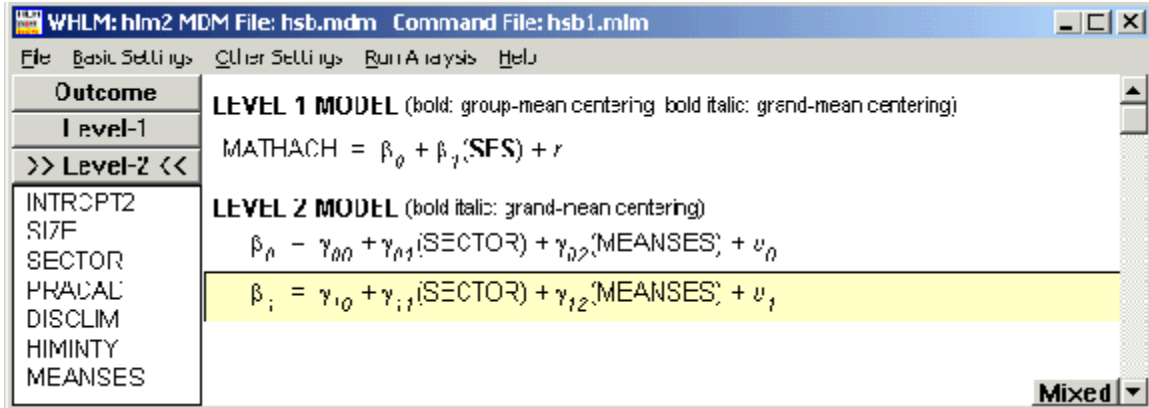 WHLM: hlm2 MDM File: hsb.mdm Command File: hsb1.mlm
File Basic Settings Other Settings Run Analysis Help
Outcome
Level-1
>> Level-2 <<
INTRCPT2
SIZE
SECTOR
PRACAD
DISCLIM
HIMINTY
MEANSES
LEVEL 1 MODEL (bold: group-mean centering; bold italic: grand-mean centering)
MATHACH = β₀ + β₁(SES) + r
LEVEL 2 MODEL (bold italic: grand-mean centering)
β₀ = γ₀₀ + γ₀₁(SECTOR) + γ₀₂(MEANSES) + u₀
β₁ = γ₁₀ + γ₁₁(SECTOR) + γ₁₂(MEANSES) + u₁
Mixed